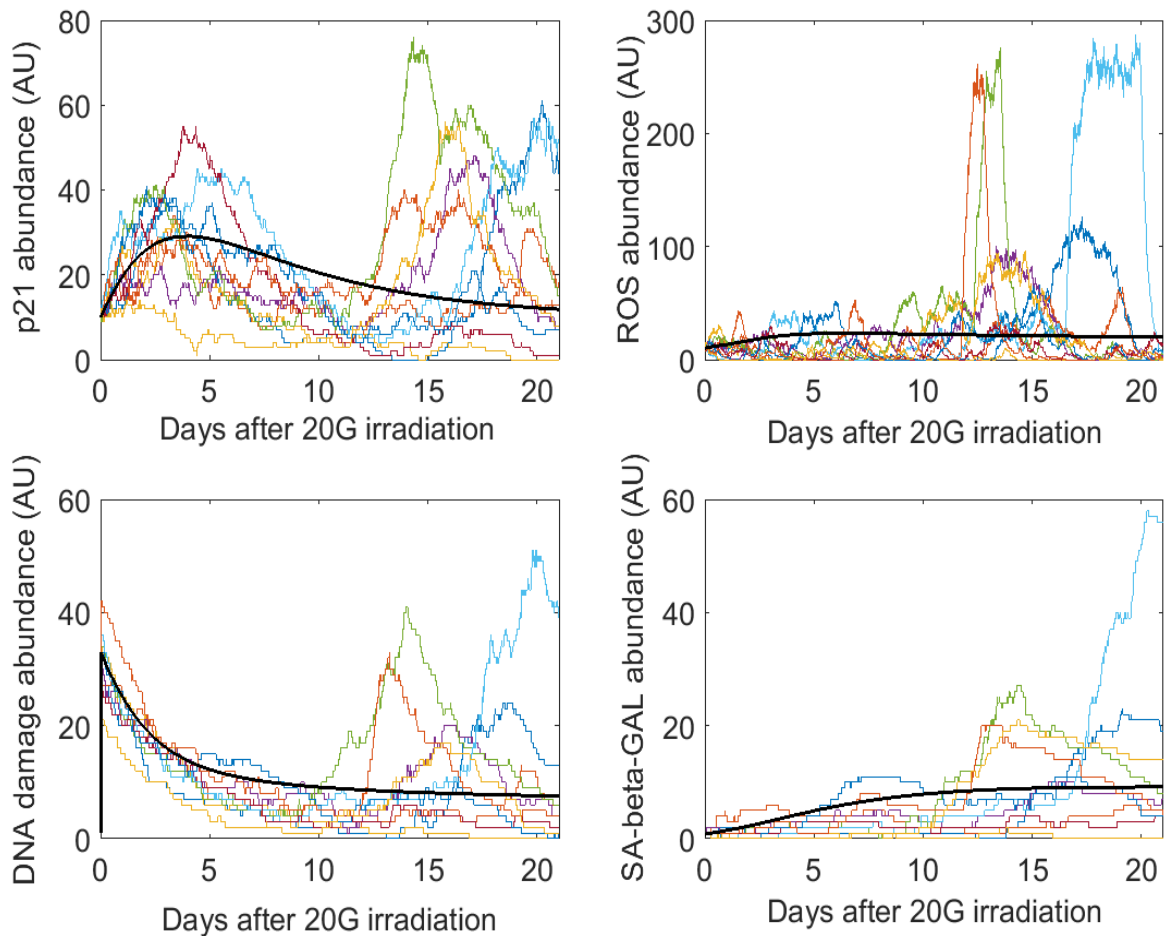 p21 abundance (AU)
80
60
40
20
0
0 5 10 15 20
Days after 20G irradiation
ROS abundance (AU)
300
200
100
0
0 5 10 15 20
Days after 20G irradiation
DNA damage abundance (AU)
60
40
20
0
0 5 10 15 20
Days after 20G irradiation
SA-beta-GAL abundance (AU)
60
40
20
0
0 5 10 15 20
Days after 20G irradiation